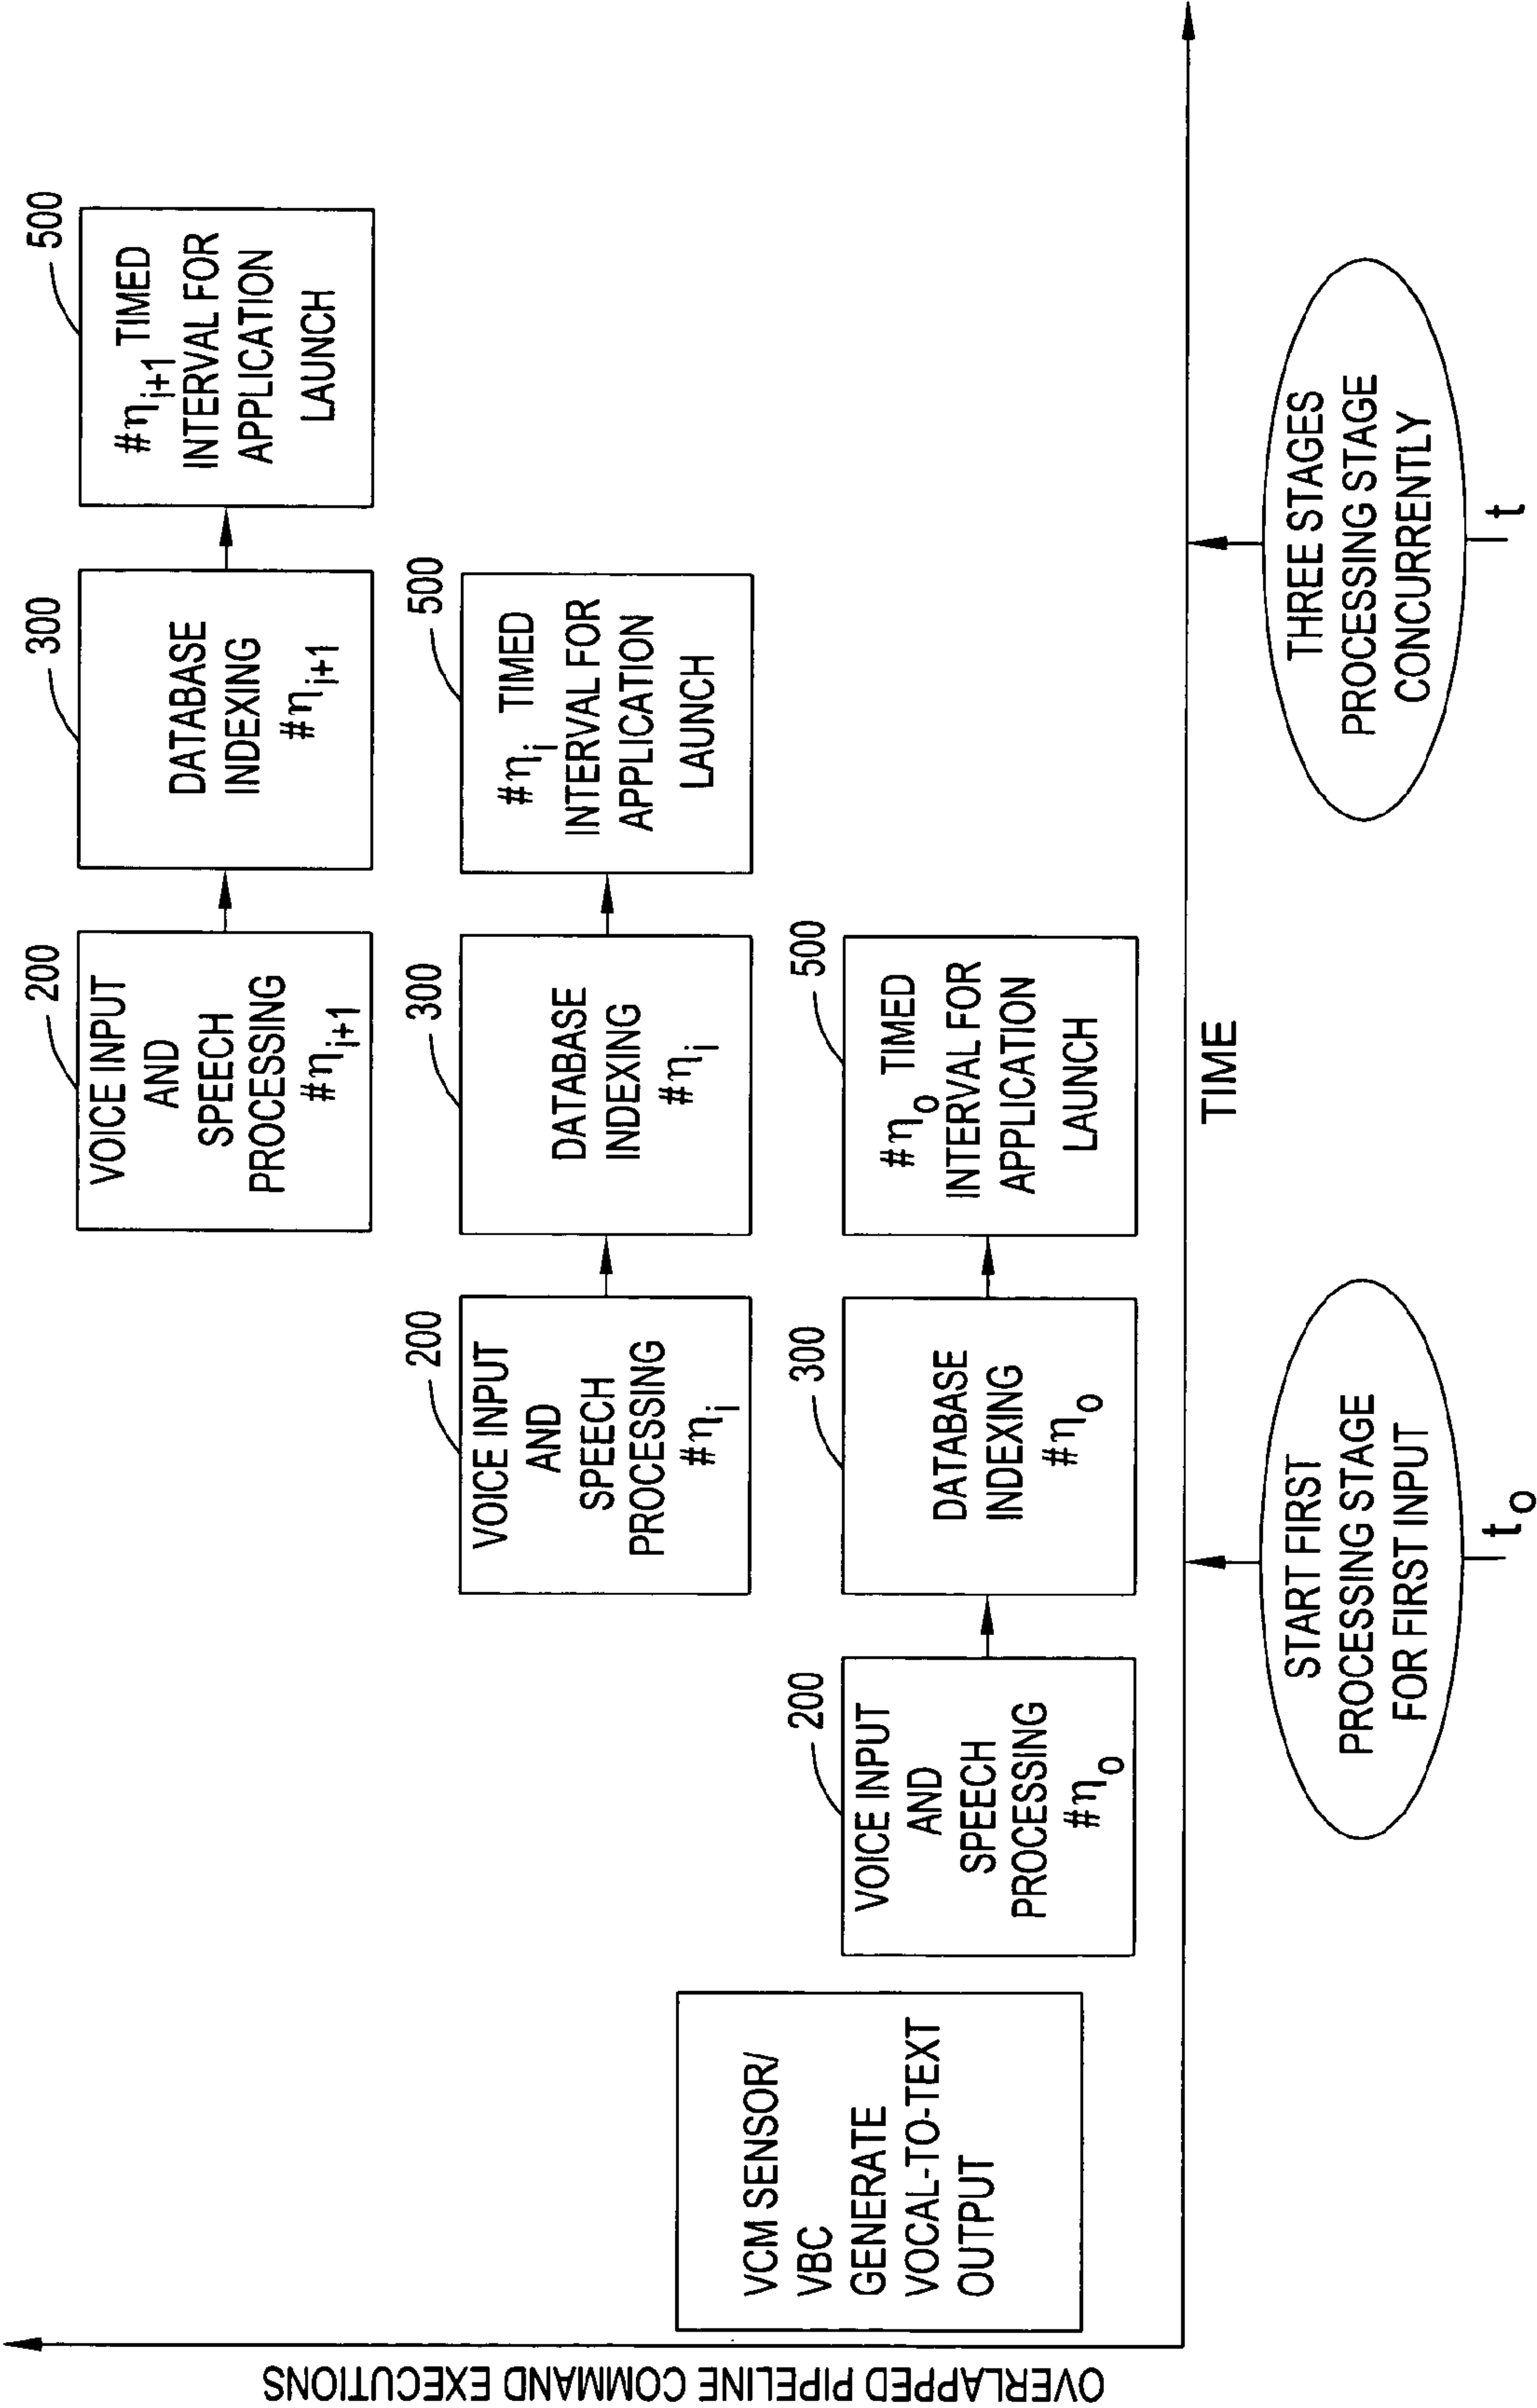 OVERLAPPED PIPELINE COMMAND EXECUTIONS
VCM SENSOR/
VBC
GENERATE
VOCAL-TO-TEXT
OUTPUT
200
VOICE INPUT
AND
SPEECH
PROCESSING
#ηi+1
300
DATABASE
INDEXING
#ηi+1
500
#ηi+1 TIMED
INTERVAL FOR
APPLICATION
LAUNCH
200
VOICE INPUT
AND
SPEECH
PROCESSING
#ηi
300
DATABASE
INDEXING
#ηi
500
#ηi TIMED
INTERVAL FOR
APPLICATION
LAUNCH
200
VOICE INPUT
AND
SPEECH
PROCESSING
#ηo
300
DATABASE
INDEXING
#ηo
500
#ηo TIMED
INTERVAL FOR
APPLICATION
LAUNCH
TIME
START FIRST
PROCESSING STAGE
FOR FIRST INPUT
to
THREE STAGES
PROCESSING STAGE
CONCURRENTLY
t